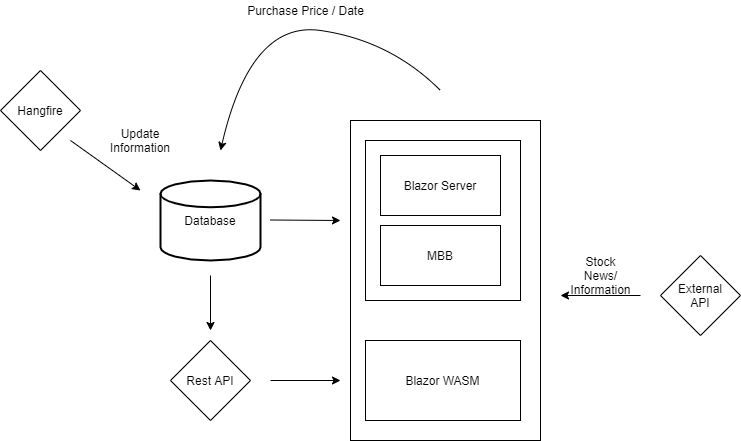 Purchase Price / Date
Hangfire
Update
Information
Database
Blazor Server
MBB
Stock
News/
Information
External
API
Rest API
Blazor WASM